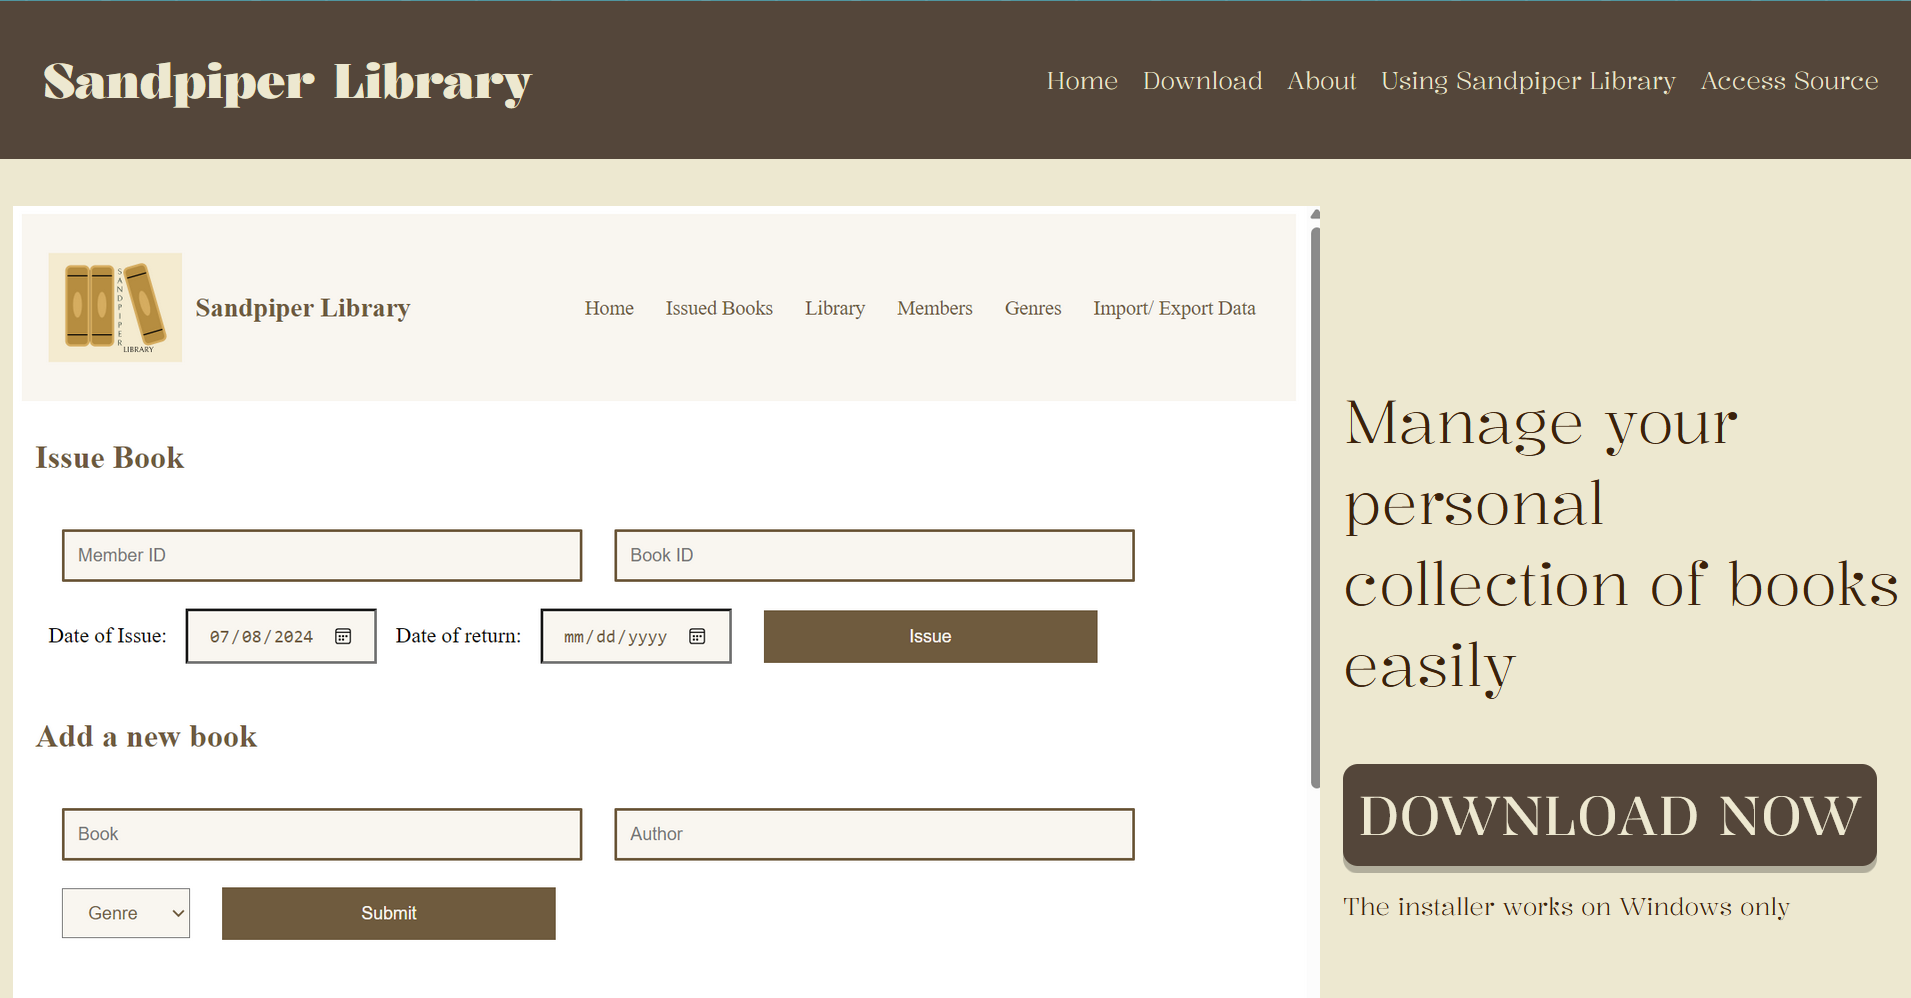 Sandpiper Library
Home Download About Using Sandpiper Library Access Source
SANDPIPER
LIBRARY
Sandpiper Library
Home Issued Books Library Members Genres Import/ Export Data
Issue Book
Member ID Book ID
Date of Issue: 07/08/2024 Date of return: mm/dd/yyyy Issue
Add a new book
Book Author
Genre Submit
Manage your
personal
collection of books
easily
DOWNLOAD NOW
The installer works on Windows only